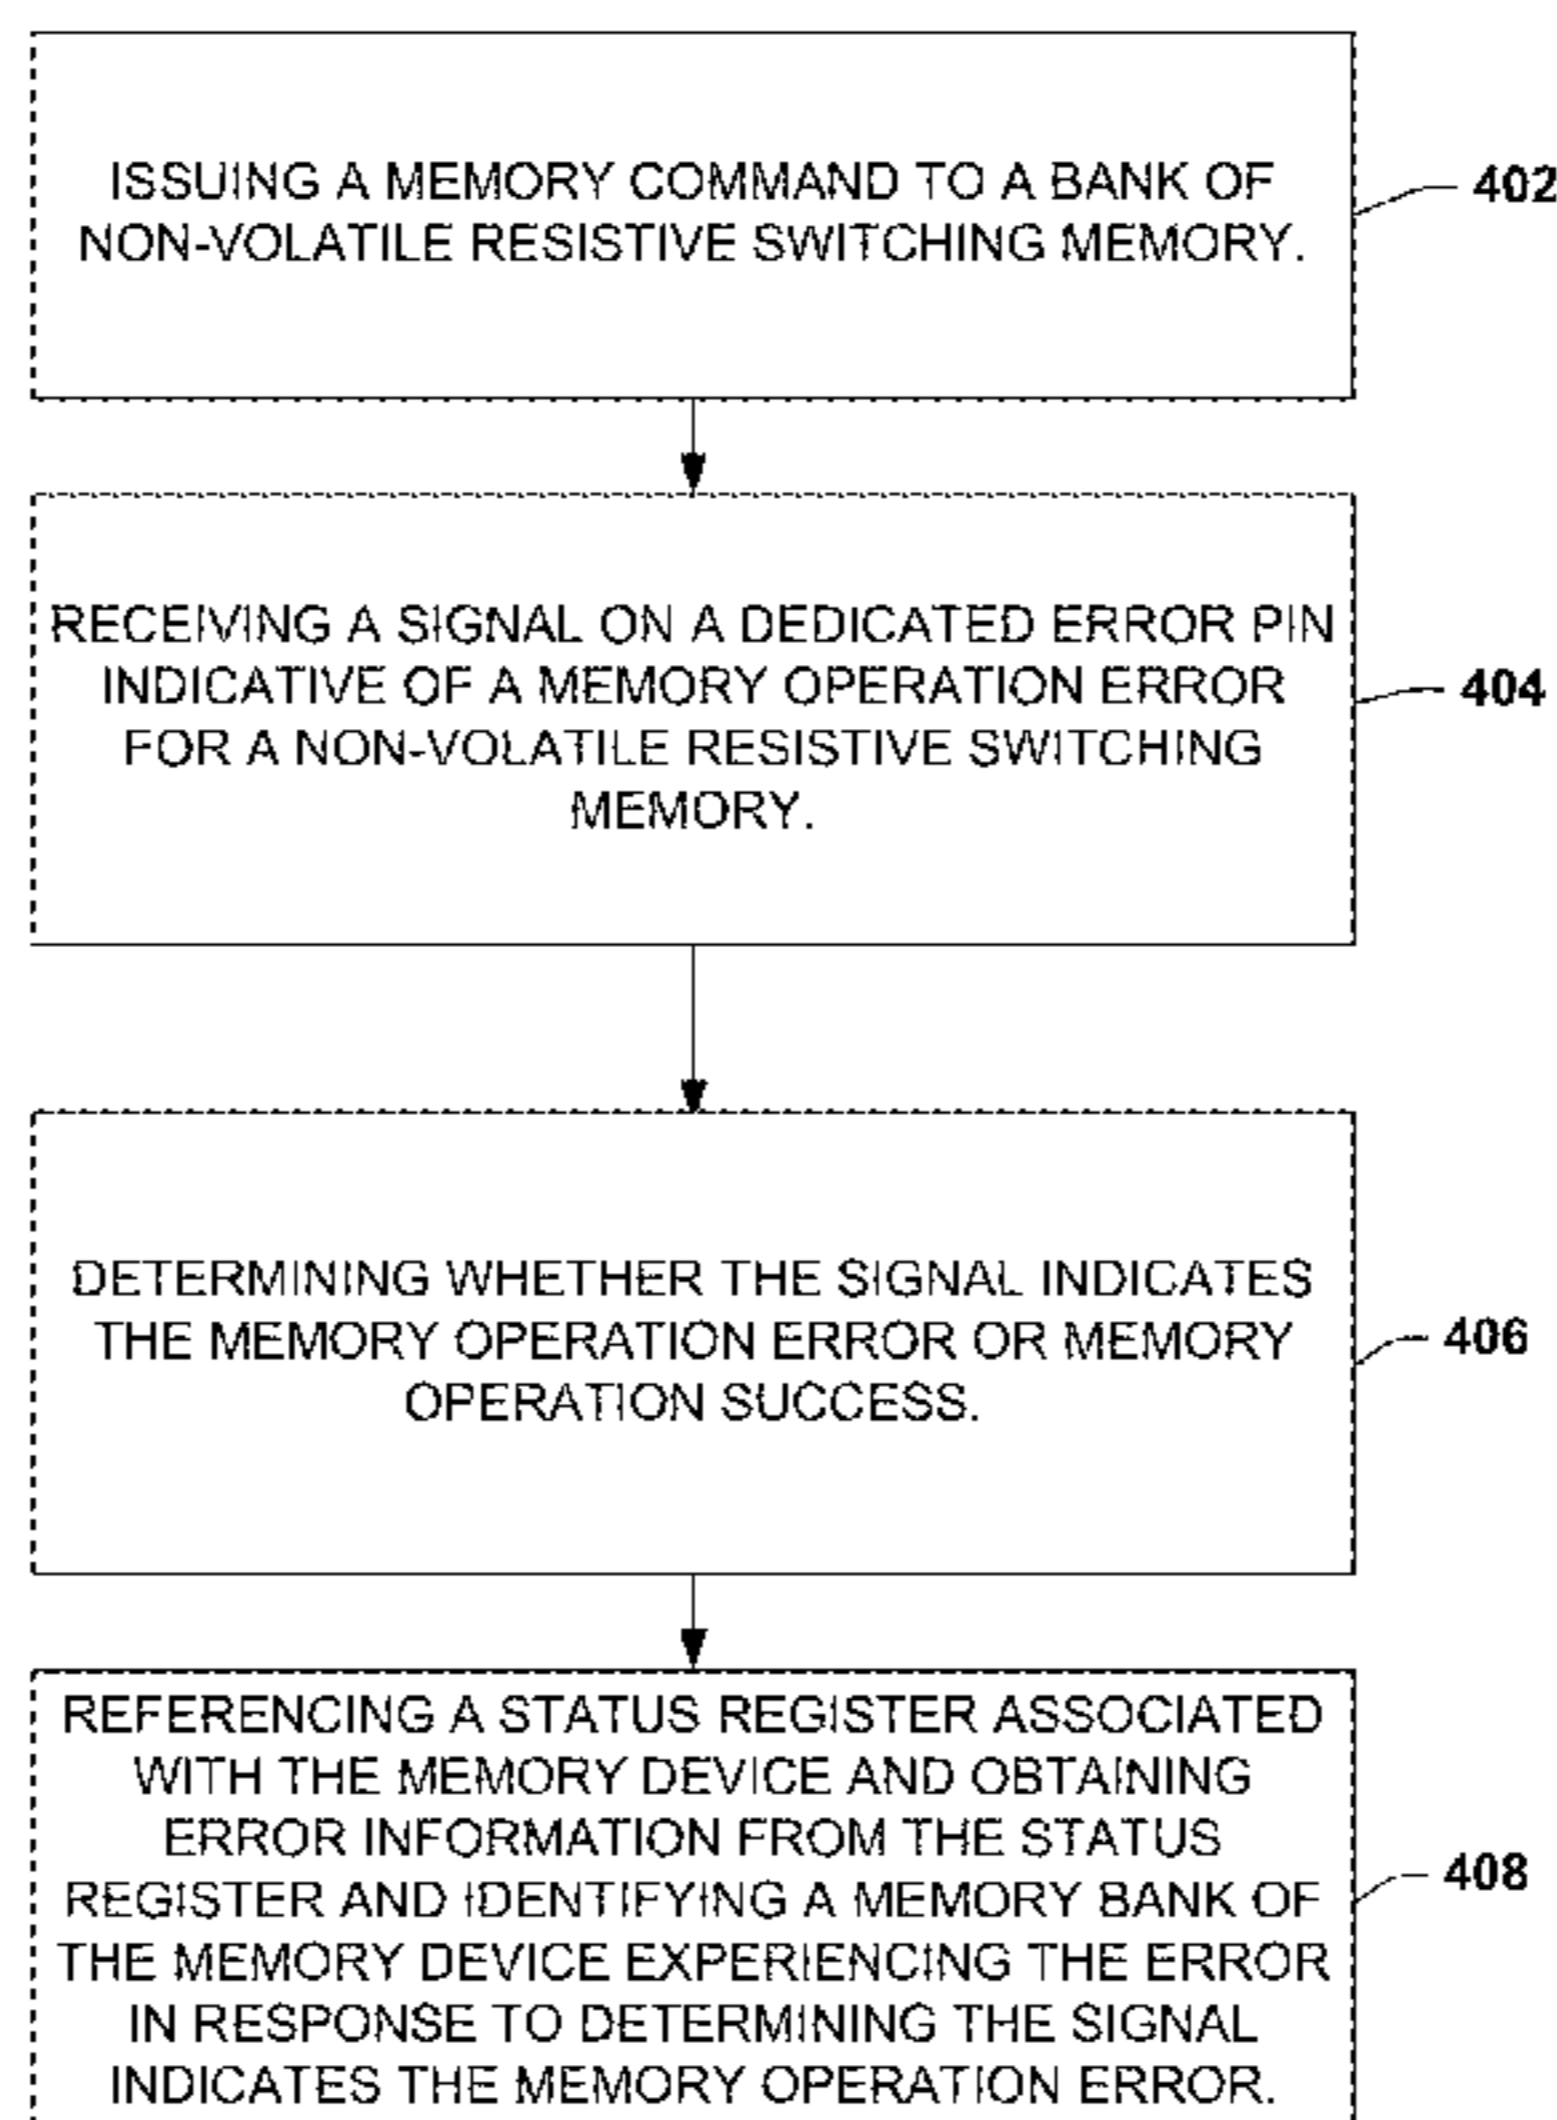 ISSUING A MEMORY COMMAND TO A BANK OF
NON-VOLATILE RESISTIVE SWITCHING MEMORY.
402
RECEIVING A SIGNAL ON A DEDICATED ERROR PIN
INDICATIVE OF A MEMORY OPERATION ERROR
FOR A NON-VOLATILE RESISTIVE SWITCHING
MEMORY.
404
DETERMINING WHETHER THE SIGNAL INDICATES
THE MEMORY OPERATION ERROR OR MEMORY
OPERATION SUCCESS.
406
REFERENCING A STATUS REGISTER ASSOCIATED
WITH THE MEMORY DEVICE AND OBTAINING
ERROR INFORMATION FROM THE STATUS
REGISTER AND IDENTIFYING A MEMORY BANK OF
THE MEMORY DEVICE EXPERIENCING THE ERROR
IN RESPONSE TO DETERMINING THE SIGNAL
INDICATES THE MEMORY OPERATION ERROR.
408